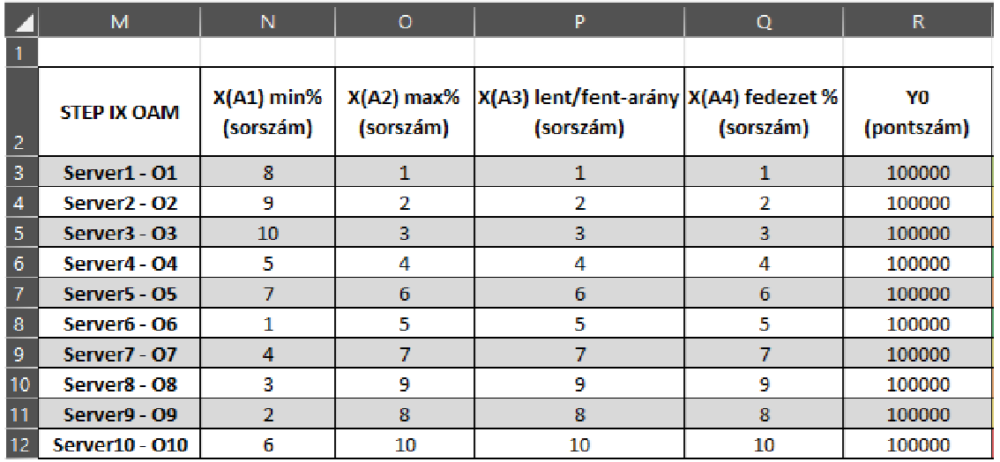 M N O P Q R
1
2 STEP IX OAM X(A1) min% (sorszám) X(A2) max% (sorszám) X(A3) lent/fent-arány (sorszám) X(A4) fedezet % (sorszám) Y0 (pontszám)
3 Server1 - O1 8 1 1 1 100000
4 Server2 - O2 9 2 2 2 100000
5 Server3 - O3 10 3 3 3 100000
6 Server4 - O4 5 4 4 4 100000
7 Server5 - O5 7 6 6 6 100000
8 Server6 - O6 1 5 5 5 100000
9 Server7 - O7 4 7 7 7 100000
10 Server8 - O8 3 9 9 9 100000
11 Server9 - O9 2 8 8 8 100000
12 Server10 - O10 6 10 10 10 100000